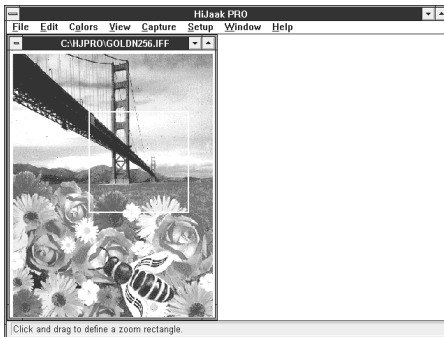 HiJaak PRO
File Edit Colors View Capture Setup Window Help
C:\HJPRO\GOLDN256.IFF
Click and drag to define a zoom rectangle.